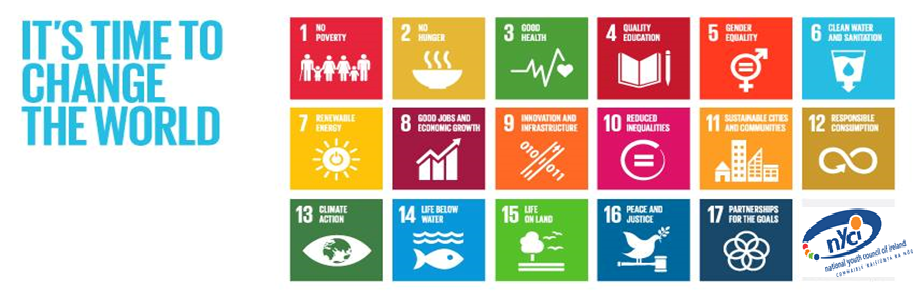 IT'S TIME TO
CHANGE
THE WORLD
1 NO
POVERTY
2 NO
HUNGER
3 GOOD
HEALTH
4 QUALITY
EDUCATION
5 GENDER
EQUALITY
6 CLEAN WATER
AND SANITATION
7 RENEWABLE
ENERGY
8 GOOD JOBS AND
ECONOMIC GROWTH
9 INNOVATION AND
INFRASTRUCTURE
010
011
10 REDUCED
INEQUALITIES
11 SUSTAINABLE CITIES
AND COMMUNITIES
12 RESPONSIBLE
CONSUMPTION
13 CLIMATE
ACTION
14 LIFE BELOW
WATER
15 LIFE
ON LAND
16 PEACE AND
JUSTICE
17 PARTNERSHIPS
FOR THE GOALS
nyci
national youth council of ireland